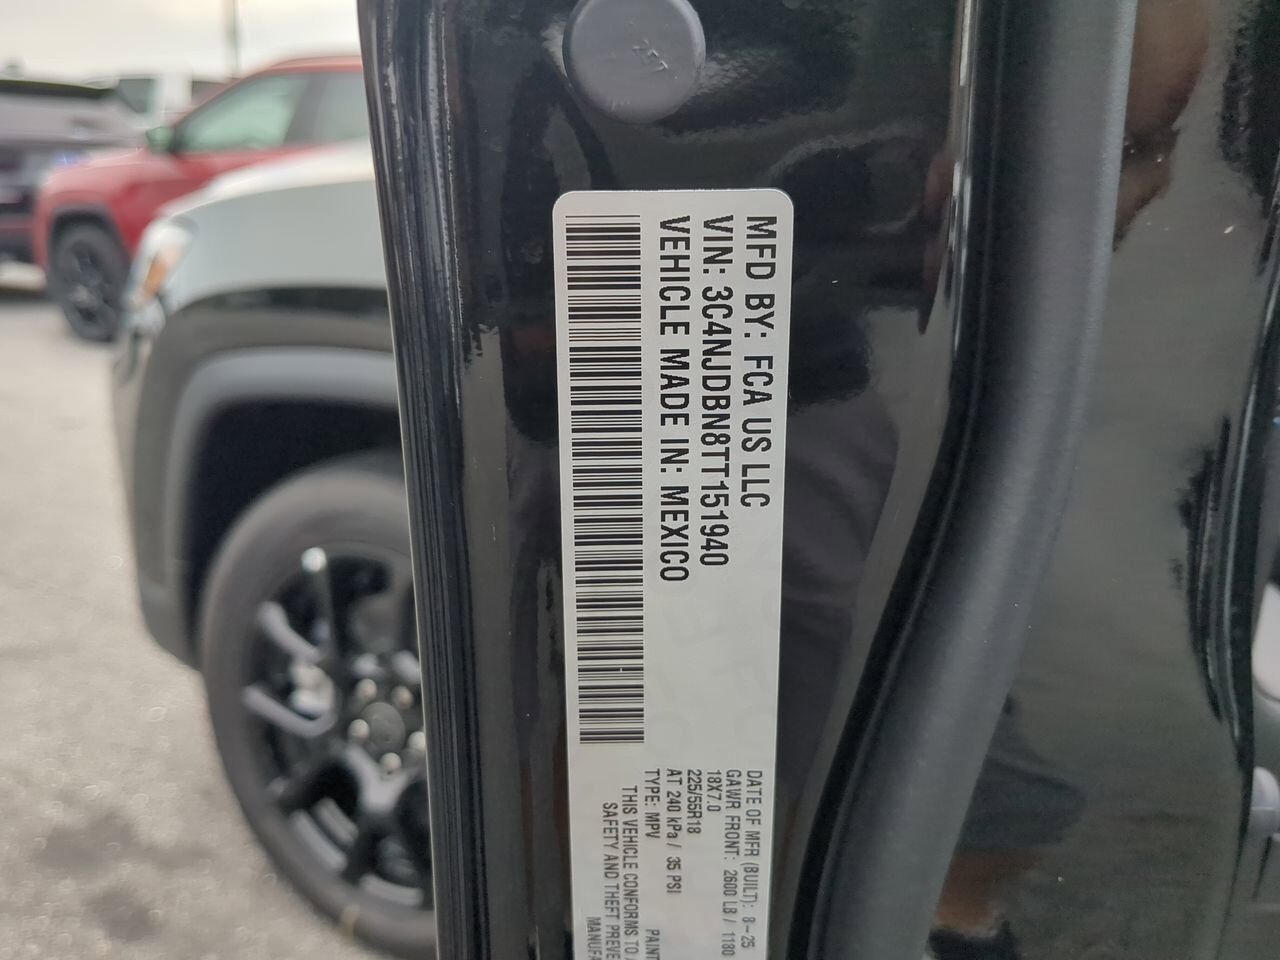 MFD BY: FCA US LLC
VIN: 3C4NJDBN8TT151940
VEHICLE MADE IN: MEXICO
DATE OF MFR (BUILT): 8-25
GAWR FRONT: 2600 LB / 1180
18X7.0
225/55R18
AT 240 kPa / 35 PSI
TYPE: MPV
PAINT
THIS VEHICLE CONFORMS TO
SAFETY AND THEFT PREVE
MANUFA